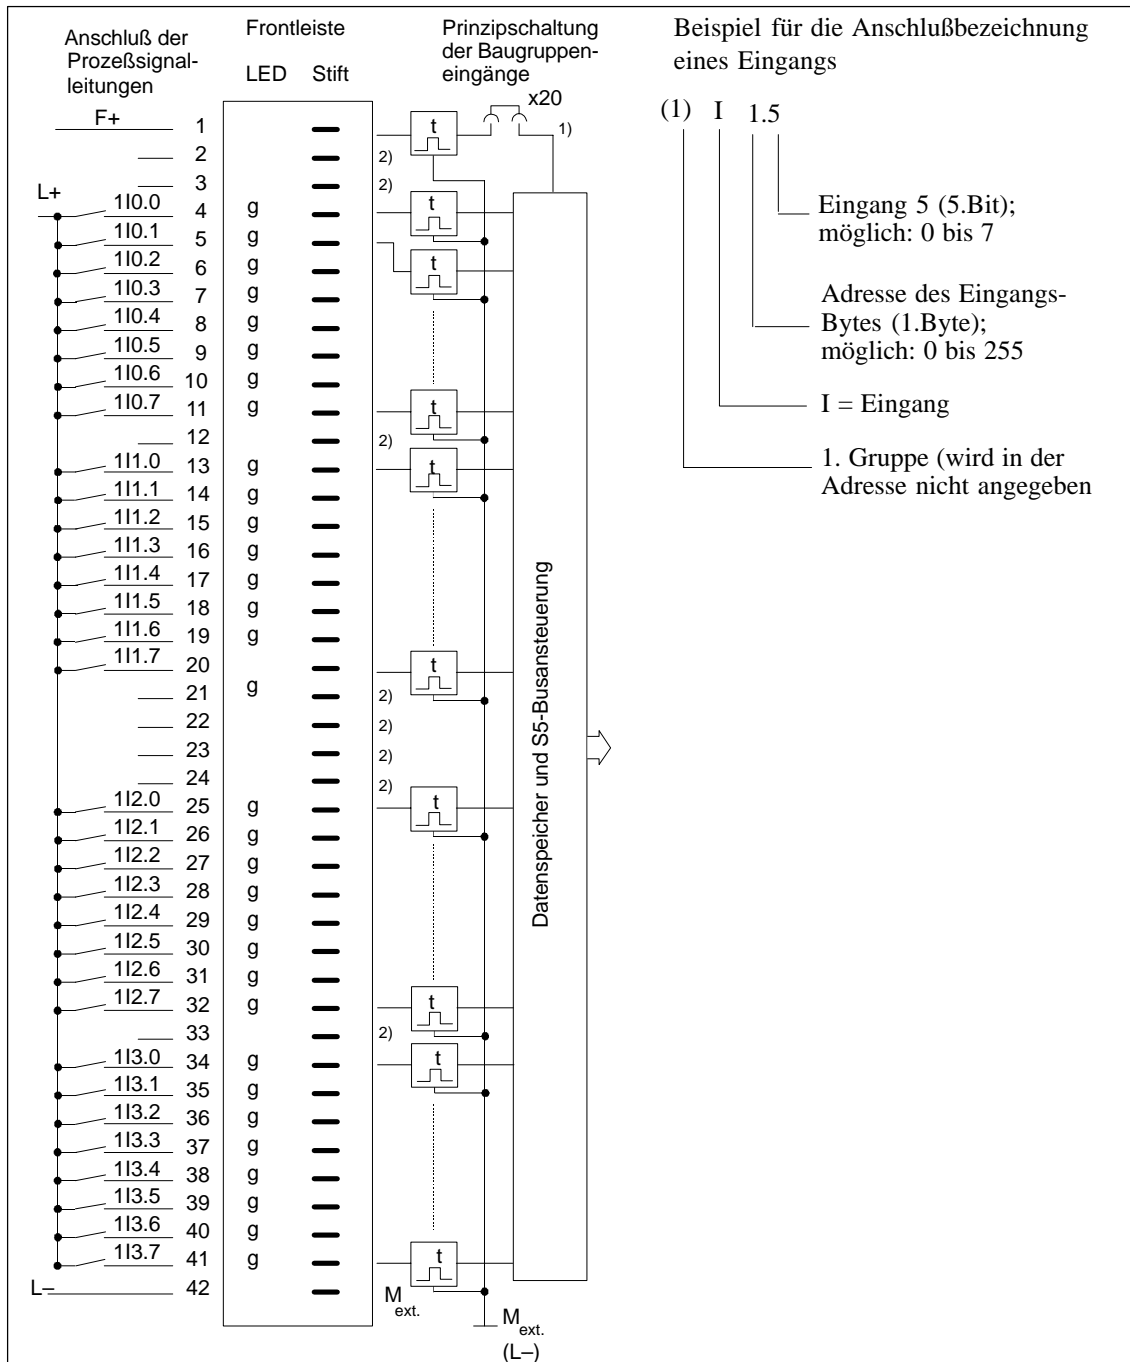 Anschluß der
Prozeßsignal-
leitungen
Frontleiste
LED Stift
Prinzipschaltung
der Baugruppen-
eingänge
x20
Beispiel für die Anschlußbezeichnung
eines Eingangs
(1) I 1.5
Eingang 5 (5.Bit);
möglich: 0 bis 7
Adresse des Eingangs-
Bytes (1.Byte);
möglich: 0 bis 255
I = Eingang
1. Gruppe (wird in der
Adresse nicht angegeben
F+ 1 t 1)
2 2)
3 2)
L+
1I0.0 4 g t
1I0.1 5 g
1I0.2 6 g t
1I0.3 7 g
1I0.4 8 g
1I0.5 9 g
1I0.6 10 g
1I0.7 11 g t
12 2)
1I1.0 13 g t
1I1.1 14 g
1I1.2 15 g
1I1.3 16 g
1I1.4 17 g
1I1.5 18 g
1I1.6 19 g
1I1.7 20 t
21 g 2)
22 2)
23 2)
24 2)
1I2.0 25 g t
1I2.1 26 g
1I2.2 27 g
1I2.3 28 g
1I2.4 29 g
1I2.5 30 g
1I2.6 31 g
1I2.7 32 g t
33 2)
1I3.0 34 g t
1I3.1 35 g
1I3.2 36 g
1I3.3 37 g
1I3.4 38 g
1I3.5 39 g
1I3.6 40 g
1I3.7 41 g t
L– 42 Mext.
Mext.
(L–)
Datenspeicher und S5-Busansteuerung